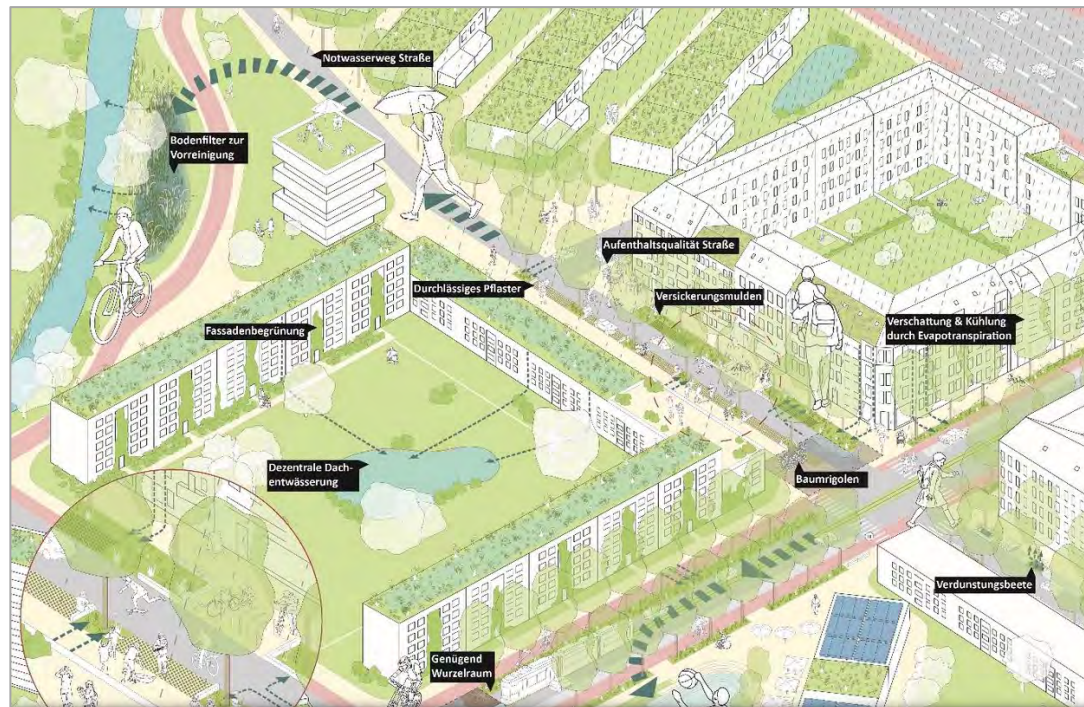 Notwasserweg Straße
Bodenfilter zur
Vorreinigung
Aufenthaltsqualität Straße
Durchlässiges Pflaster
Versickerungsmulden
Fassadenbegrünung
Verschattung & Kühlung
durch Evapotranspiration
Dezentrale Dach-
entwässerung
Baumrigolen
Verdunstungsbeete
Genügend
Wurzelraum